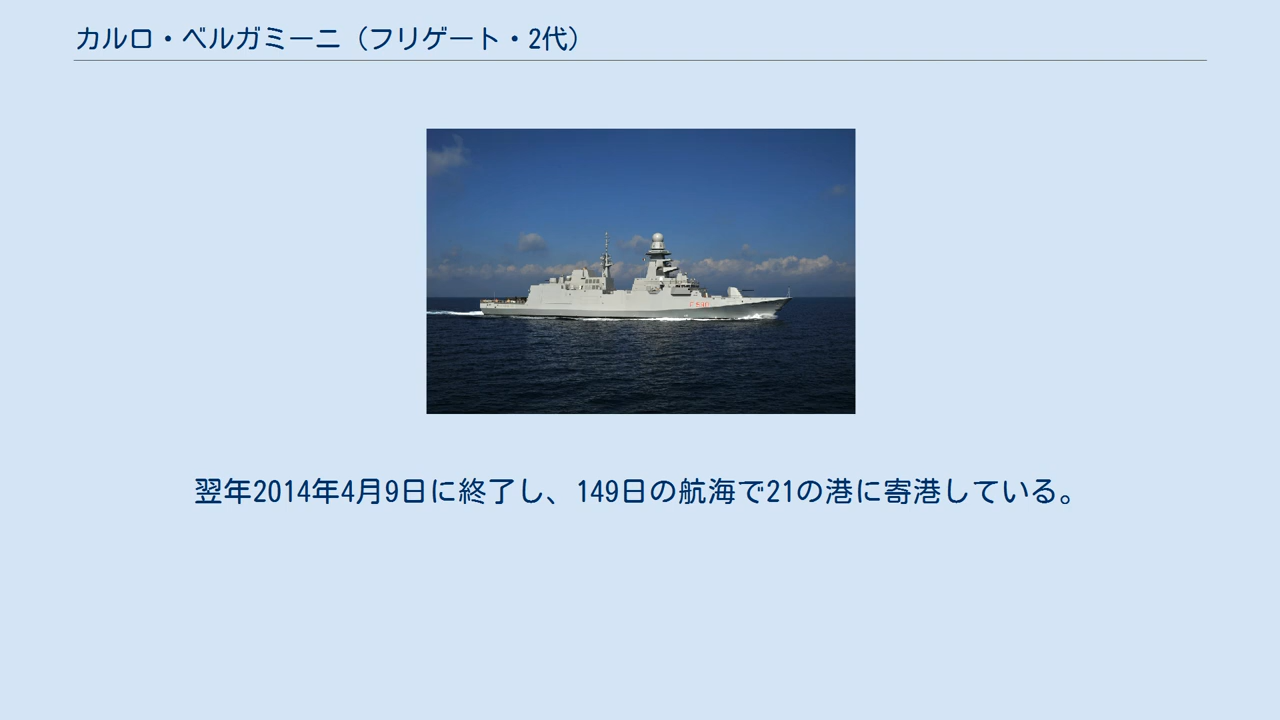 カルロ・ベルガミーニ（フリゲート・2代）
翌年2014年4月9日に終了し、149日の航海で21の港に寄港している。